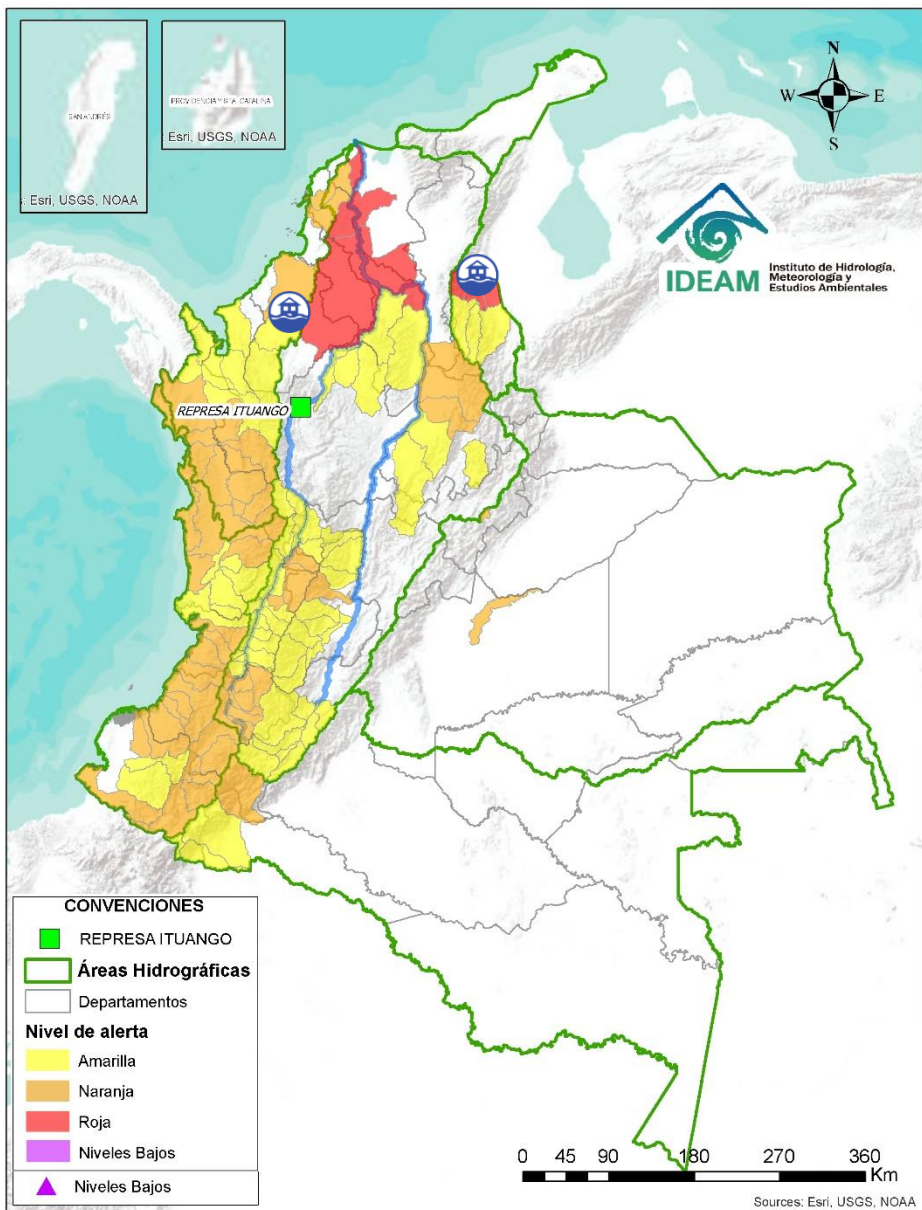 SAN ANDRÉS
: Esri, USGS, NOAA
PROVIDENCIA Y STA. CATALINA
: Esri, USGS, NOAA
N
W
E
S
IDEAM
Instituto de Hidrología,
Meteorología y
Estudios Ambientales
REPRESA ITUANGO
CONVENCIONES
REPRESA ITUANGO
Áreas Hidrográficas
Departamentos
Nivel de alerta
Amarilla
Naranja
Roja
Niveles Bajos
Niveles Bajos
0 45 90 180 270 360
Km
Sources: Esri, USGS, NOAA